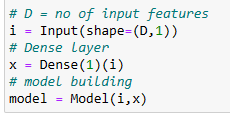 # D = no of input features
i = Input(shape=(D,1))
# Dense Layer
x = Dense(1)(i)
# model building
model = Model(i,x)